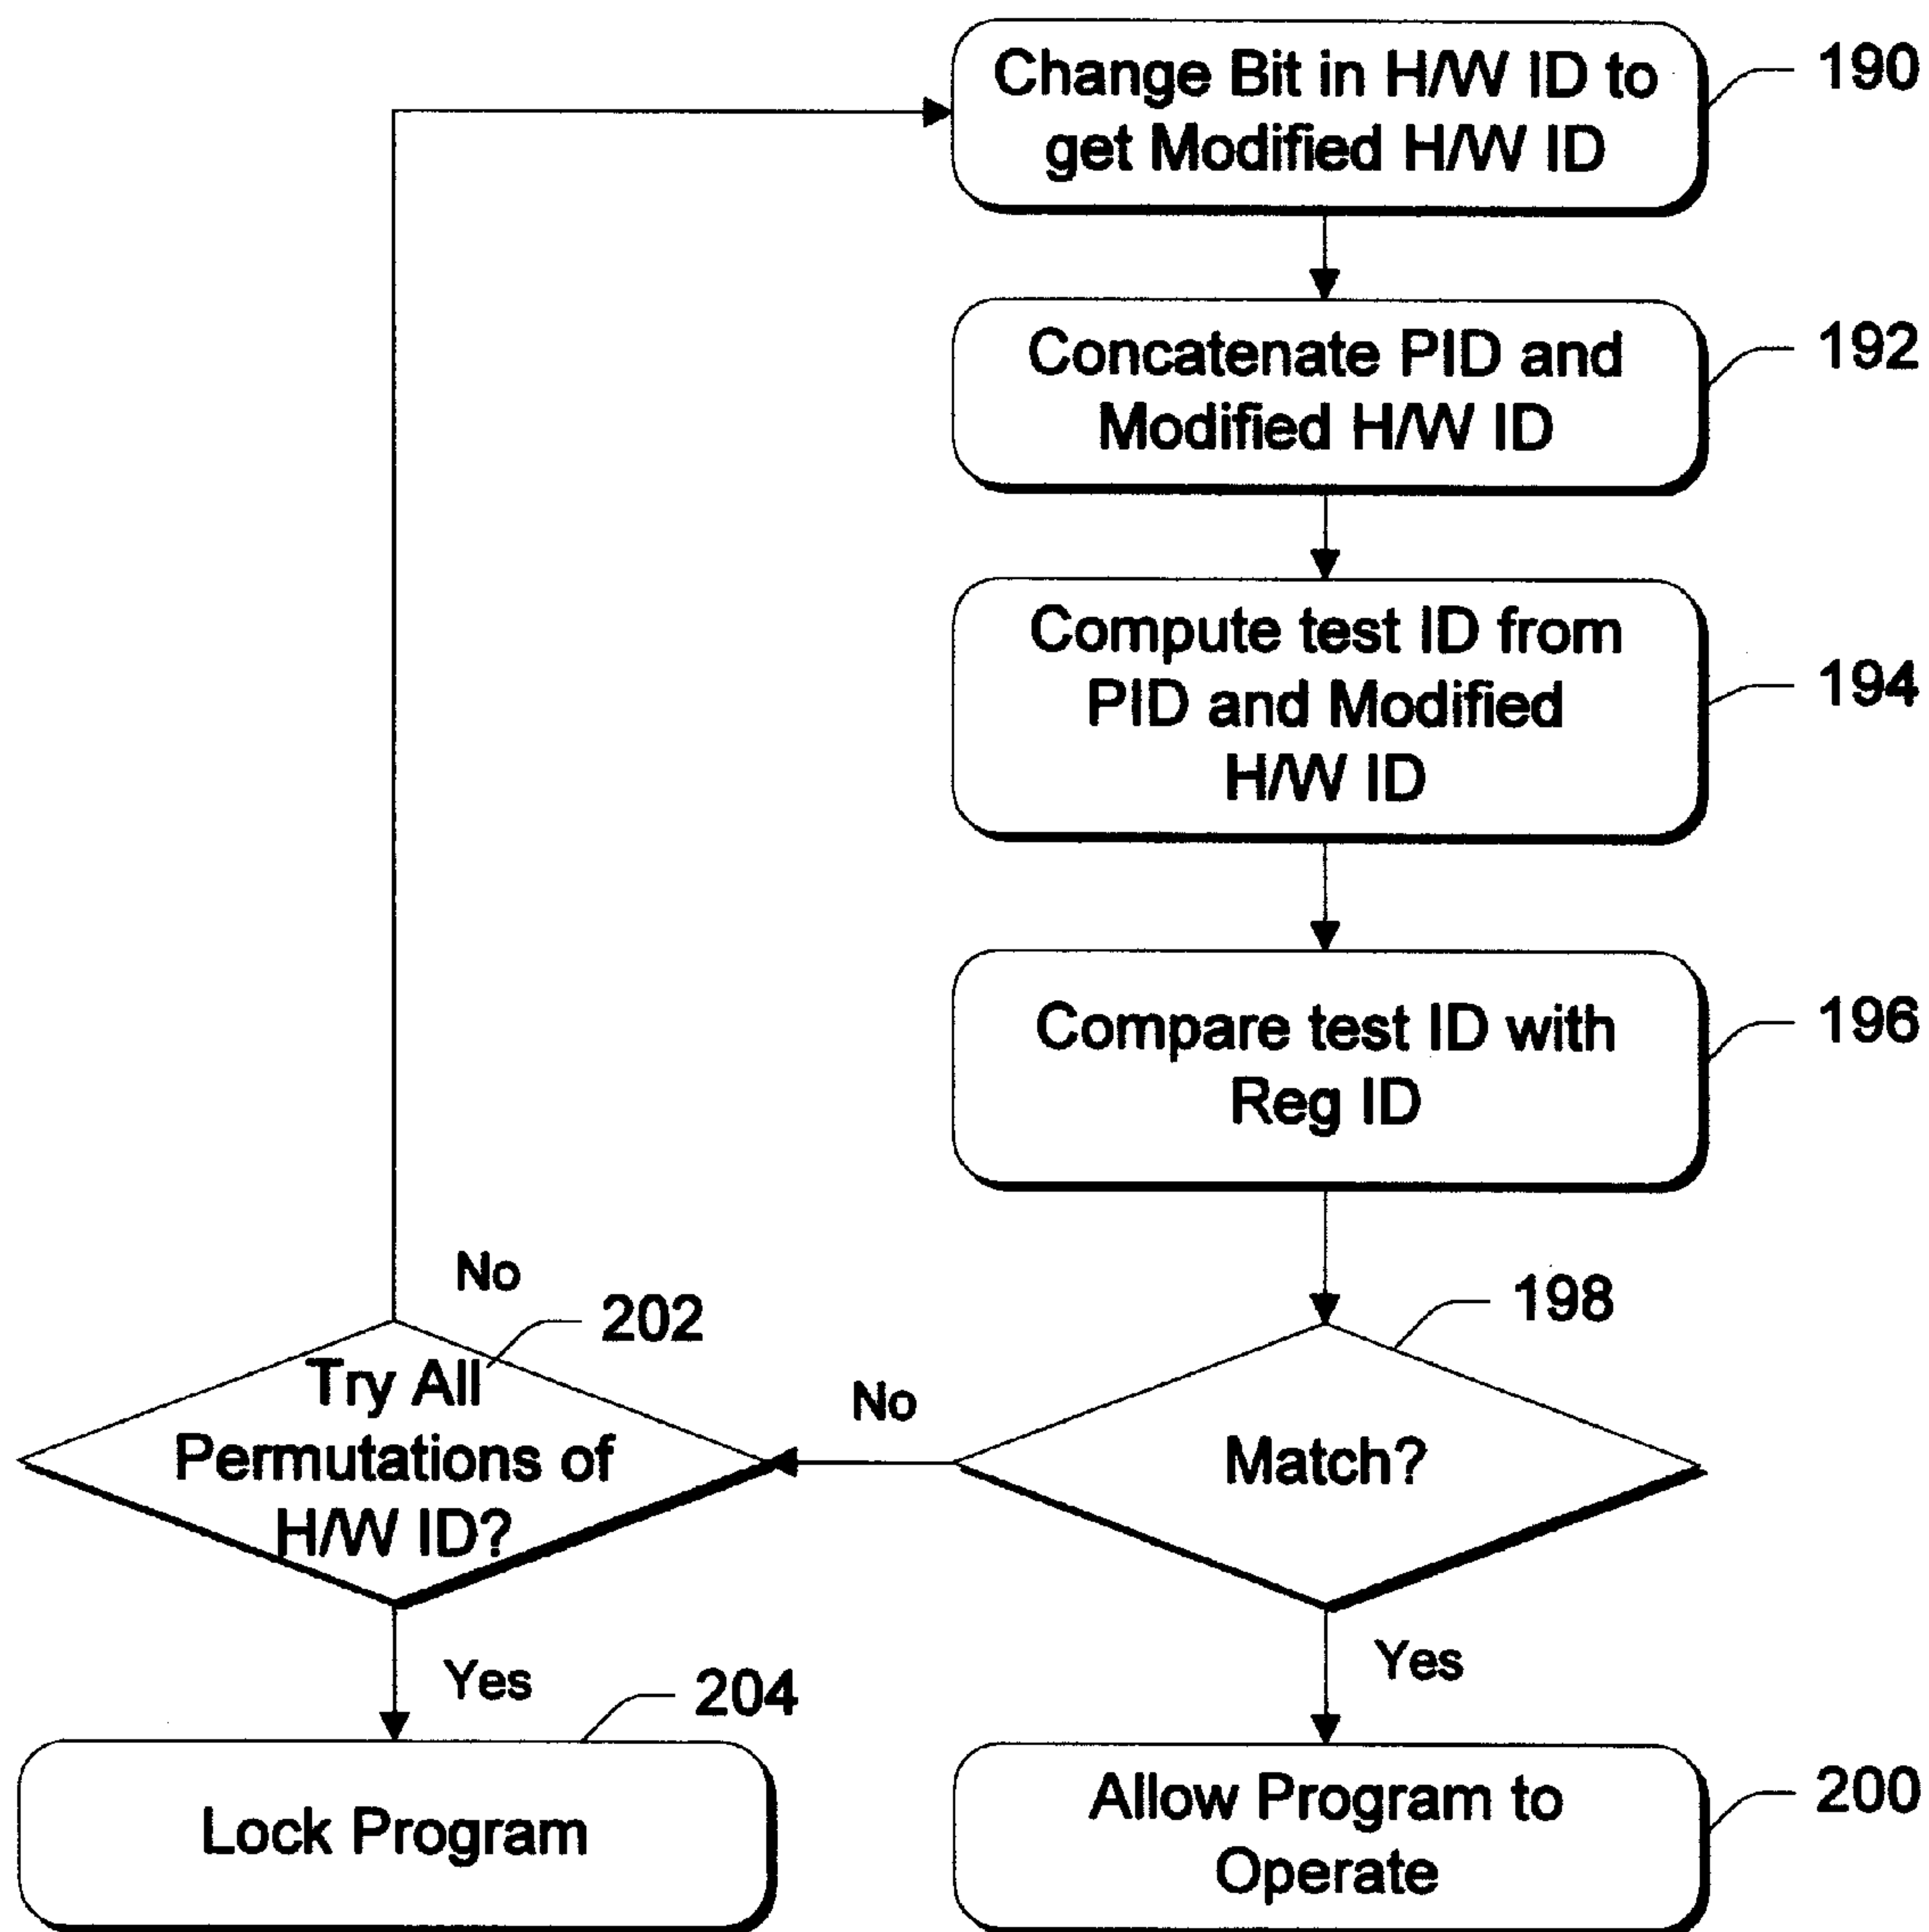 Change Bit in H/W ID to
get Modified H/W ID
190
Concatenate PID and
Modified H/W ID
192
Compute test ID from
PID and Modified
H/W ID
194
Compare test ID with
Reg ID
196
No
202
198
Try All
Permutations of
H/W ID?
No
Match?
Yes
204
Yes
Lock Program
Allow Program to
Operate
200